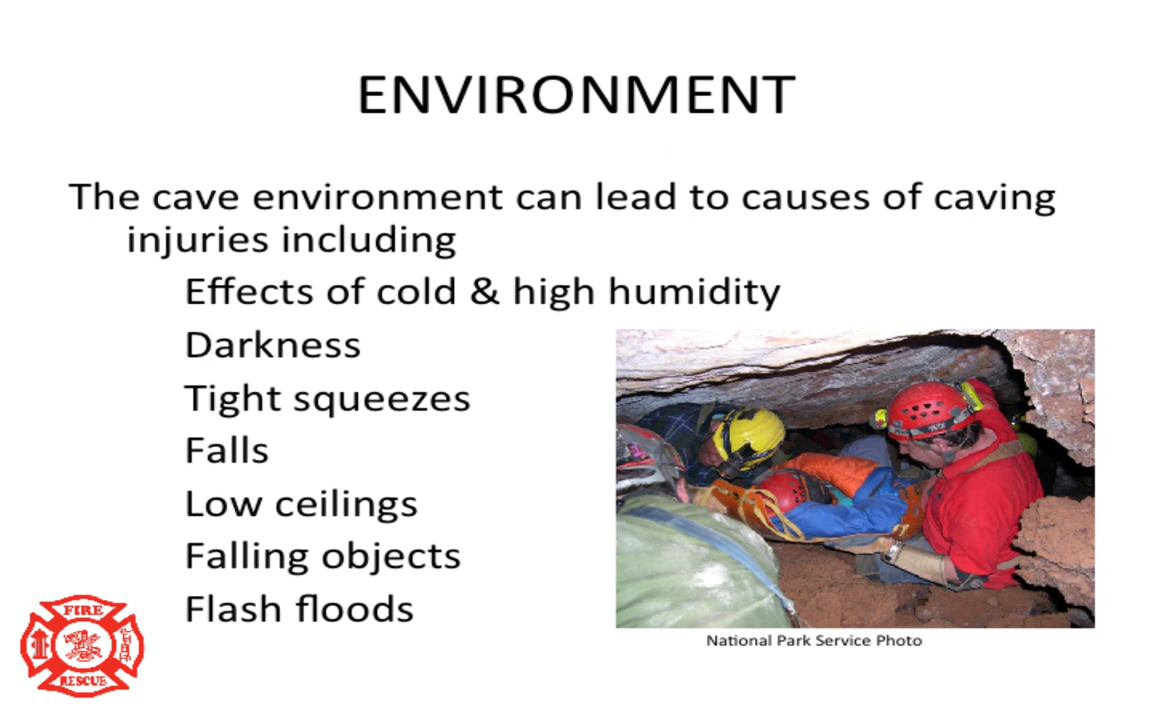 ENVIRONMENT
The cave environment can lead to causes of caving
injuries including
Effects of cold & high humidity
Darkness
Tight squeezes
Falls
Low ceilings
Falling objects
Flash floods
National Park Service Photo
FIRE
RESCUE